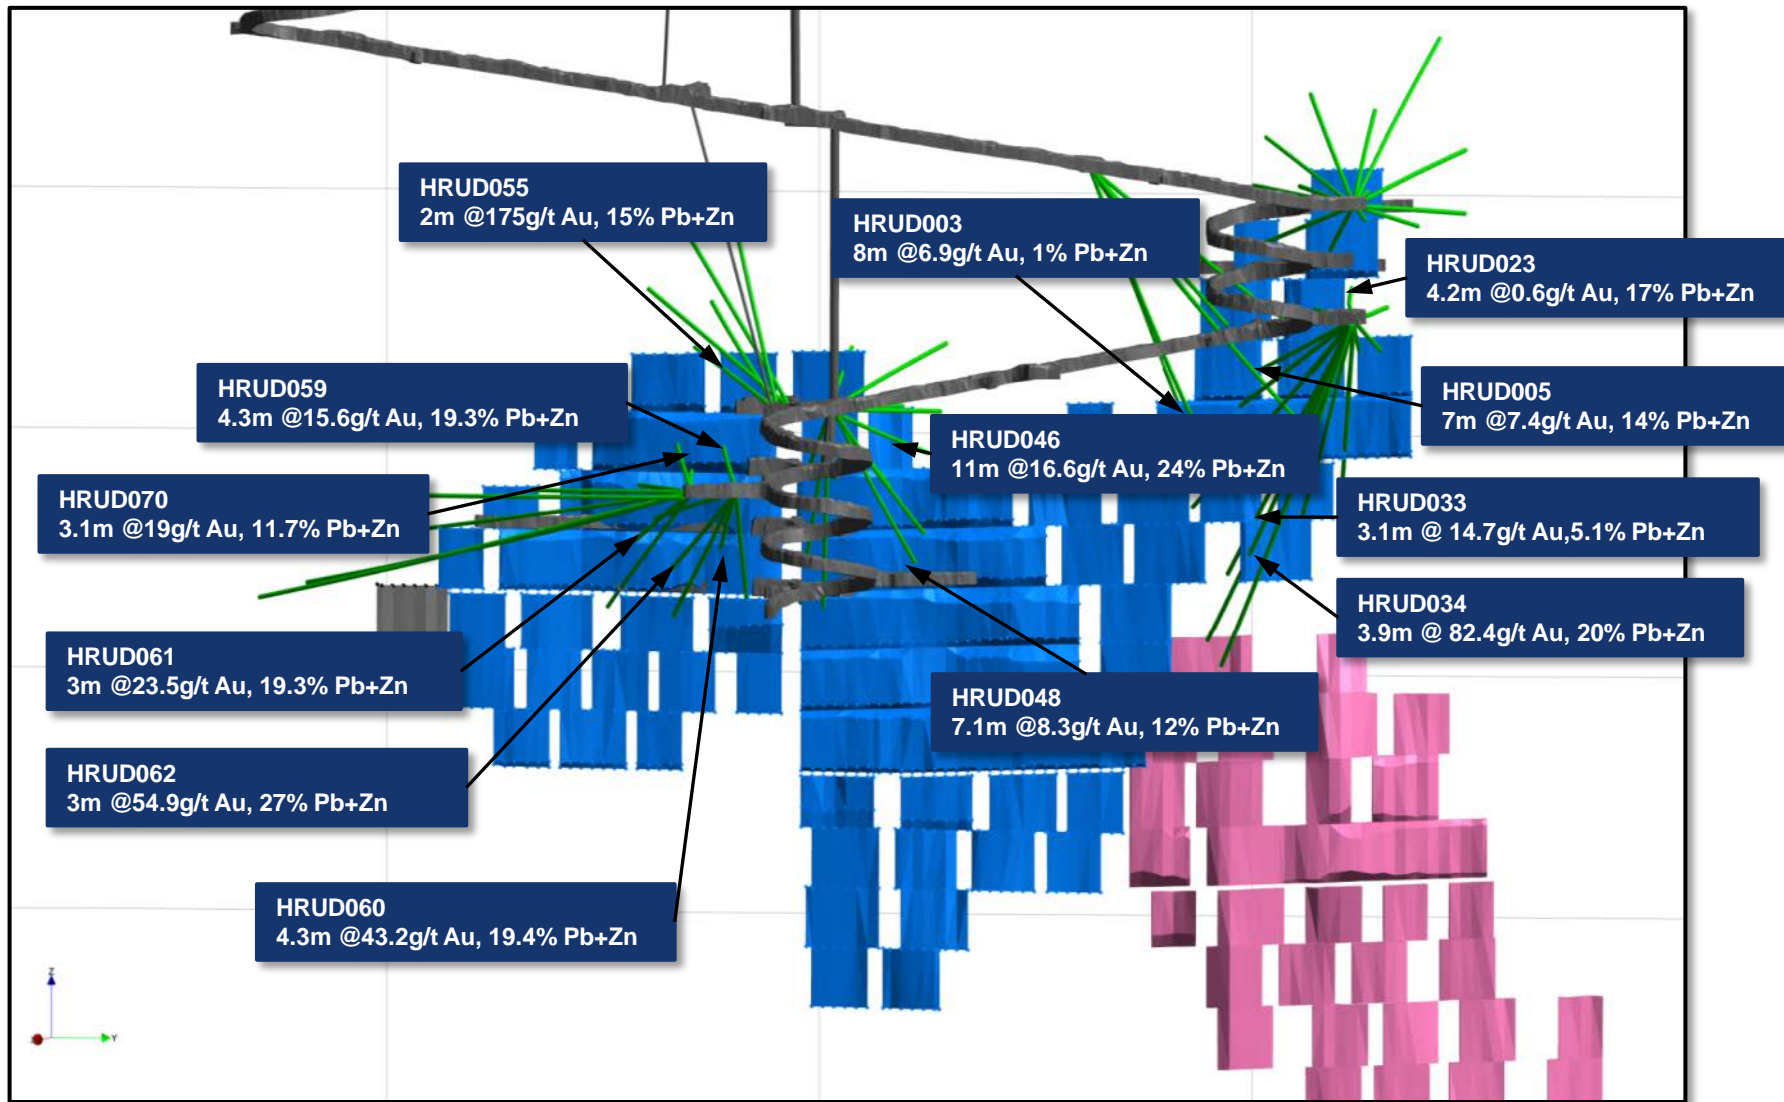 HRUD055
2m @175g/t Au, 15% Pb+Zn
HRUD003
8m @6.9g/t Au, 1% Pb+Zn
HRUD023
4.2m @0.6g/t Au, 17% Pb+Zn
HRUD059
4.3m @15.6g/t Au, 19.3% Pb+Zn
HRUD005
7m @7.4g/t Au, 14% Pb+Zn
HRUD046
11m @16.6g/t Au, 24% Pb+Zn
HRUD070
3.1m @19g/t Au, 11.7% Pb+Zn
HRUD033
3.1m @ 14.7g/t Au,5.1% Pb+Zn
HRUD034
3.9m @ 82.4g/t Au, 20% Pb+Zn
HRUD061
3m @23.5g/t Au, 19.3% Pb+Zn
HRUD048
7.1m @8.3g/t Au, 12% Pb+Zn
HRUD062
3m @54.9g/t Au, 27% Pb+Zn
HRUD060
4.3m @43.2g/t Au, 19.4% Pb+Zn
Z
Y